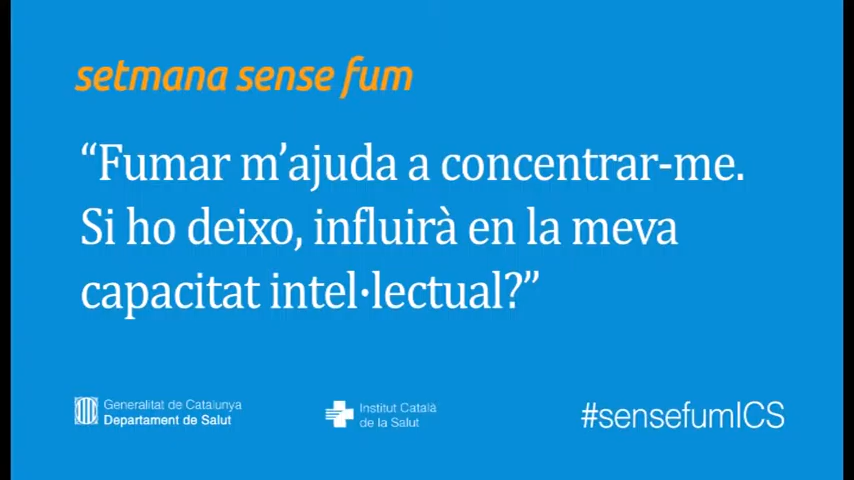 setmana sense fum
“Fumar m’ajuda a concentrar-me.
Si ho deixo, influirà en la meva
capacitat intel·lectual?”
Generalitat de Catalunya
Departament de Salut
Institut Català
de la Salut
#sensefumICS